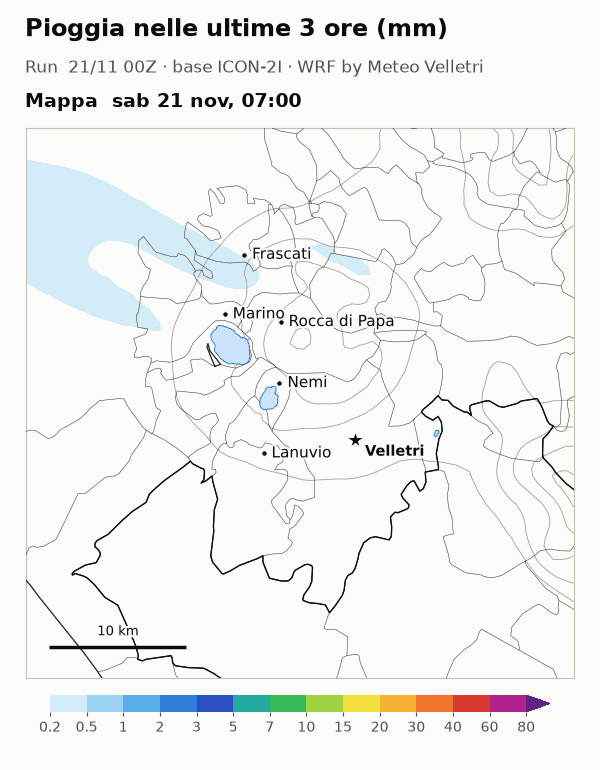 Pioggia nelle ultime 3 ore (mm)
Run  21/11 00Z · base ICON-2I · WRF by Meteo Velletri
Mappa  sab 21 nov, 07:00
Frascati
Marino
Rocca di Papa
Nemi
Velletri
Lanuvio
10 km
0.2 0.5 1 2 3 5 7 10 15 20 30 40 60 80